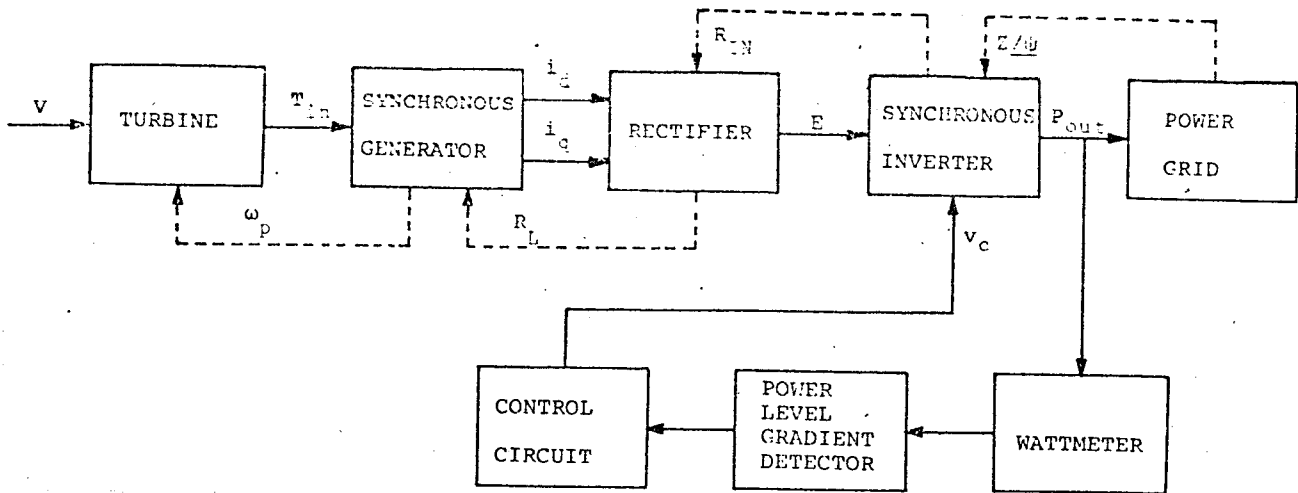 R_IN
Z/ψ
V
TURBINE
T_in
SYNCHRONOUS
GENERATOR
i_d
i_q
RECTIFIER
E
SYNCHRONOUS
INVERTER
P_out
POWER
GRID
ω_p
R_L
v_c
CONTROL
CIRCUIT
POWER
LEVEL
GRADIENT
DETECTOR
WATTMETER